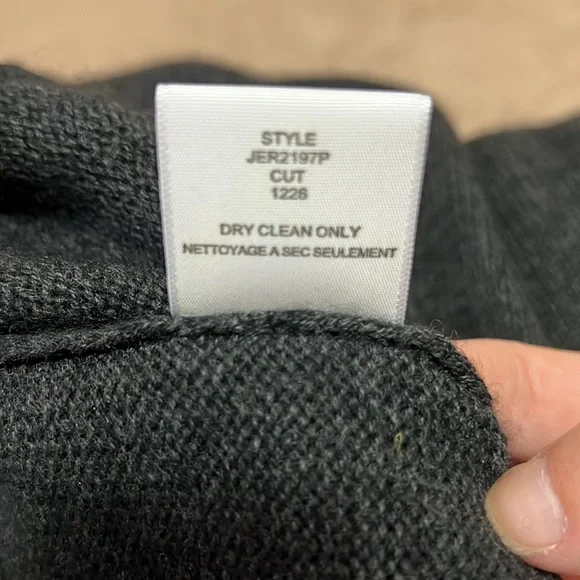 STYLE
JER2197P
CUT
1226
DRY CLEAN ONLY
NETTOYAGE A SEC SEULEMENT